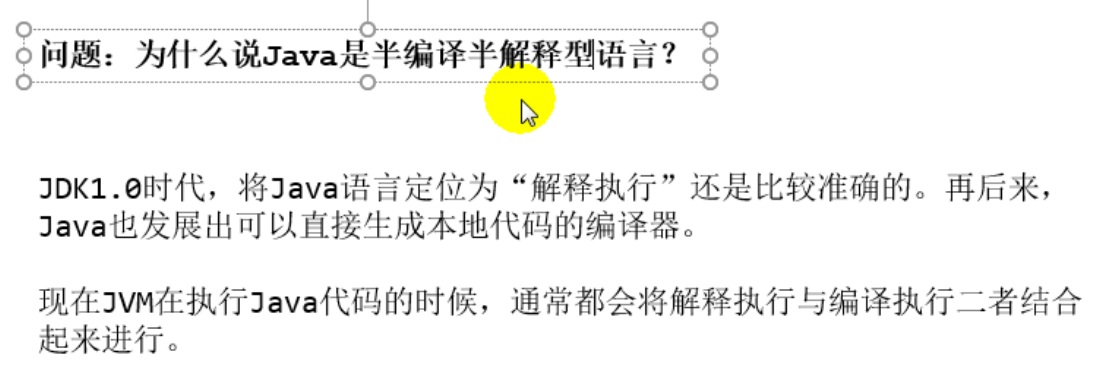 问题：为什么说Java是半编译半解释型语言？
JDK1.0时代，将Java语言定位为“解释执行”还是比较准确的。再后来，
Java也发展出可以直接生成本地代码的编译器。
现在JVM在执行Java代码的时候，通常都会将解释执行与编译执行二者结合
起来进行。